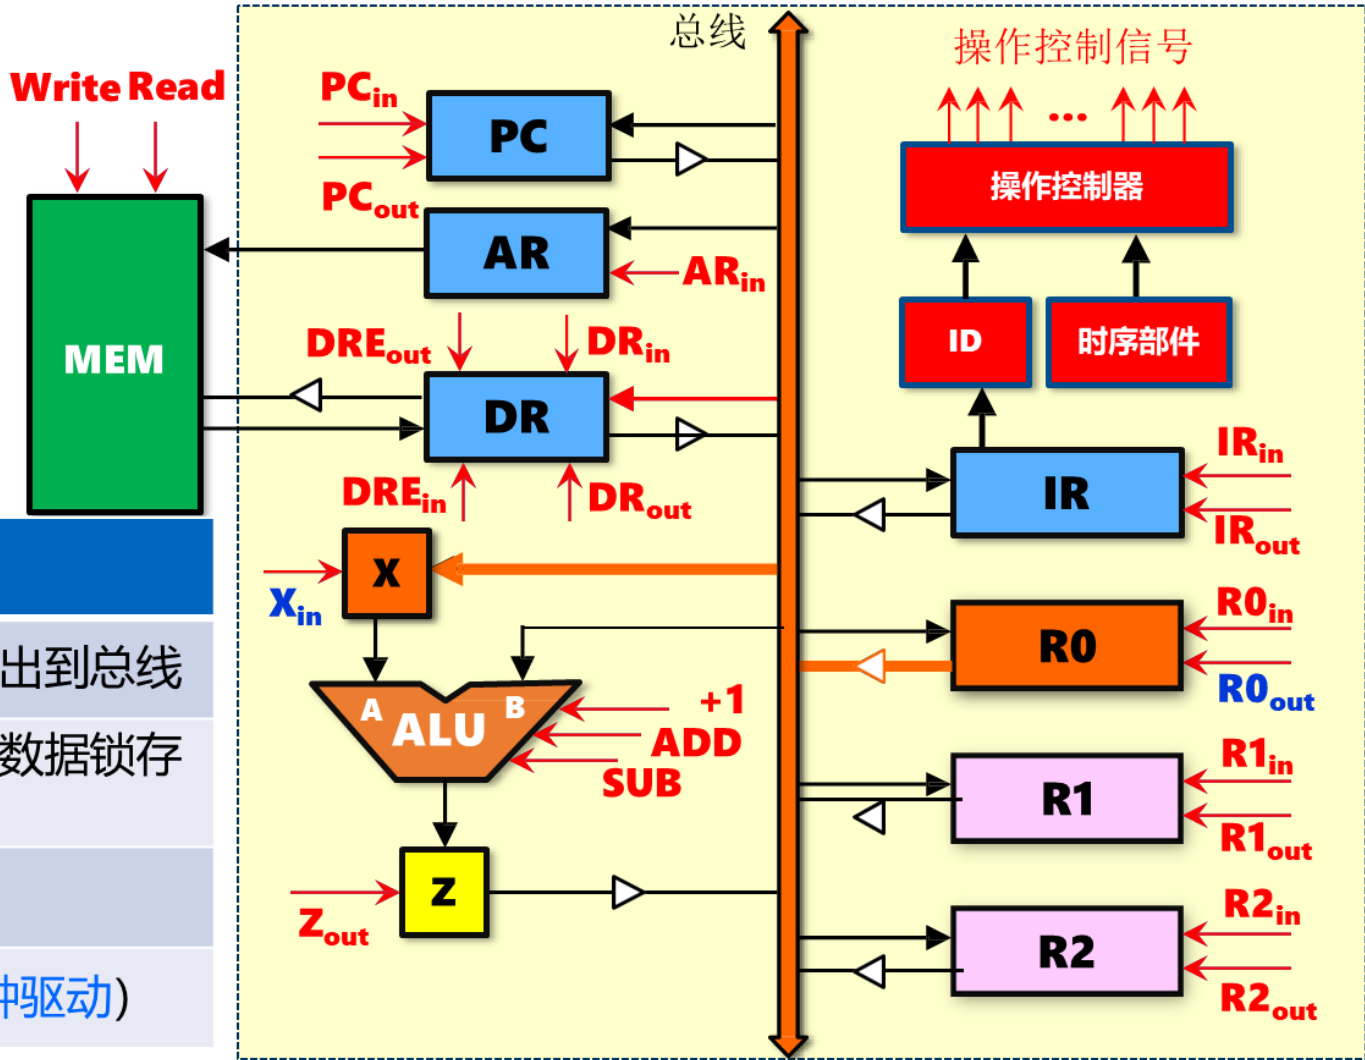 总线
操作控制信号
Write Read
PCin
PC
PCout
...
操作控制器
AR
ARin
MEM
DREout
DRin
DR
DREin
DRout
ID
时序部件
IRin
IR
IRout
X
Xin
R0in
R0
R0out
出到总线
A
ALU
B
+1
ADD
SUB
数据锁存
R1in
R1
R1out
Z
Zout
R2in
R2
R2out
钟驱动)